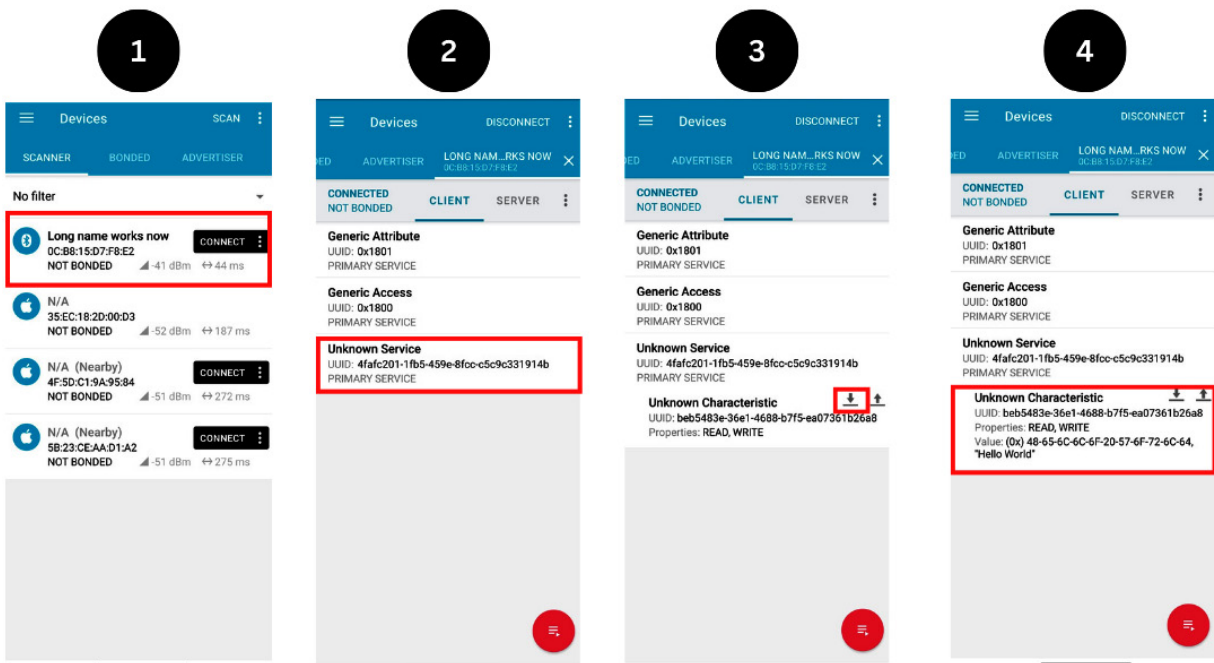 1
Devices SCAN
SCANNER BONDED ADVERTISER
No filter
Long name works now CONNECT
0C:B8:15:D7:F8:E2
NOT BONDED -41 dBm 44 ms
N/A
35:EC:18:2D:00:D3
NOT BONDED -52 dBm 187 ms
N/A (Nearby) CONNECT
4F:5D:C1:9A:95:84
NOT BONDED -51 dBm 272 ms
N/A (Nearby) CONNECT
5B:23:CE:AA:D1:A2
NOT BONDED -51 dBm 275 ms
2
Devices DISCONNECT
DED ADVERTISER LONG NAM...RKS NOW
0C:B8:15:D7:F8:E2
CONNECTED
NOT BONDED CLIENT SERVER
Generic Attribute
UUID: 0x1801
PRIMARY SERVICE
Generic Access
UUID: 0x1800
PRIMARY SERVICE
Unknown Service
UUID: 4fafc201-1fb5-459e-8fcc-c5c9c331914b
PRIMARY SERVICE
3
Devices DISCONNECT
DED ADVERTISER LONG NAM...RKS NOW
0C:B8:15:D7:F8:E2
CONNECTED
NOT BONDED CLIENT SERVER
Generic Attribute
UUID: 0x1801
PRIMARY SERVICE
Generic Access
UUID: 0x1800
PRIMARY SERVICE
Unknown Service
UUID: 4fafc201-1fb5-459e-8fcc-c5c9c331914b
PRIMARY SERVICE
Unknown Characteristic
UUID: beb5483e-36e1-4688-b7f5-ea07361b26a8
Properties: READ, WRITE
4
Devices DISCONNECT
DED ADVERTISER LONG NAM...RKS NOW
0C:B8:15:D7:F8:E2
CONNECTED
NOT BONDED CLIENT SERVER
Generic Attribute
UUID: 0x1801
PRIMARY SERVICE
Generic Access
UUID: 0x1800
PRIMARY SERVICE
Unknown Service
UUID: 4fafc201-1fb5-459e-8fcc-c5c9c331914b
PRIMARY SERVICE
Unknown Characteristic
UUID: beb5483e-36e1-4688-b7f5-ea07361b26a8
Properties: READ, WRITE
Value: (0x) 48-65-6C-6C-6F-20-57-6F-72-6C-64,
"Hello World"